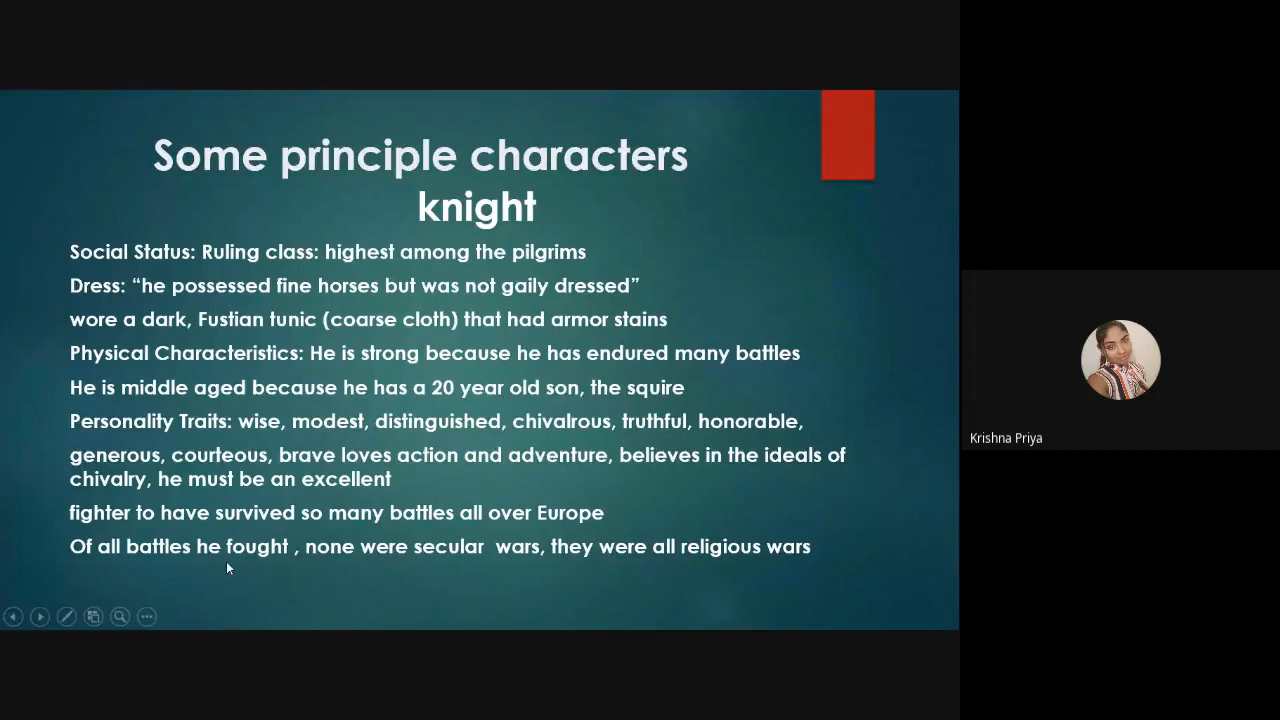 Some principle characters
knight
Social Status: Ruling class: highest among the pilgrims
Dress: “he possessed fine horses but was not gaily dressed”
wore a dark, Fustian tunic (coarse cloth) that had armor stains
Physical Characteristics: He is strong because he has endured many battles
He is middle aged because he has a 20 year old son, the squire
Personality Traits: wise, modest, distinguished, chivalrous, truthful, honorable,
generous, courteous, brave loves action and adventure, believes in the ideals of
chivalry, he must be an excellent
fighter to have survived so many battles all over Europe
Of all battles he fought , none were secular  wars, they were all religious wars
Krishna Priya